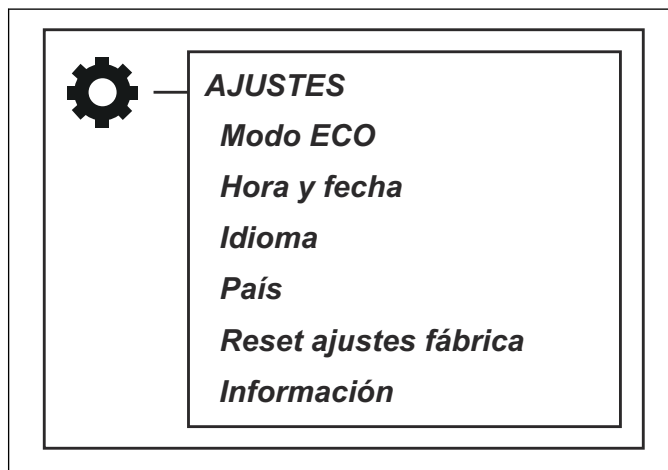 AJUSTES
Modo ECO
Hora y fecha
Idioma
País
Reset ajustes fábrica
Información